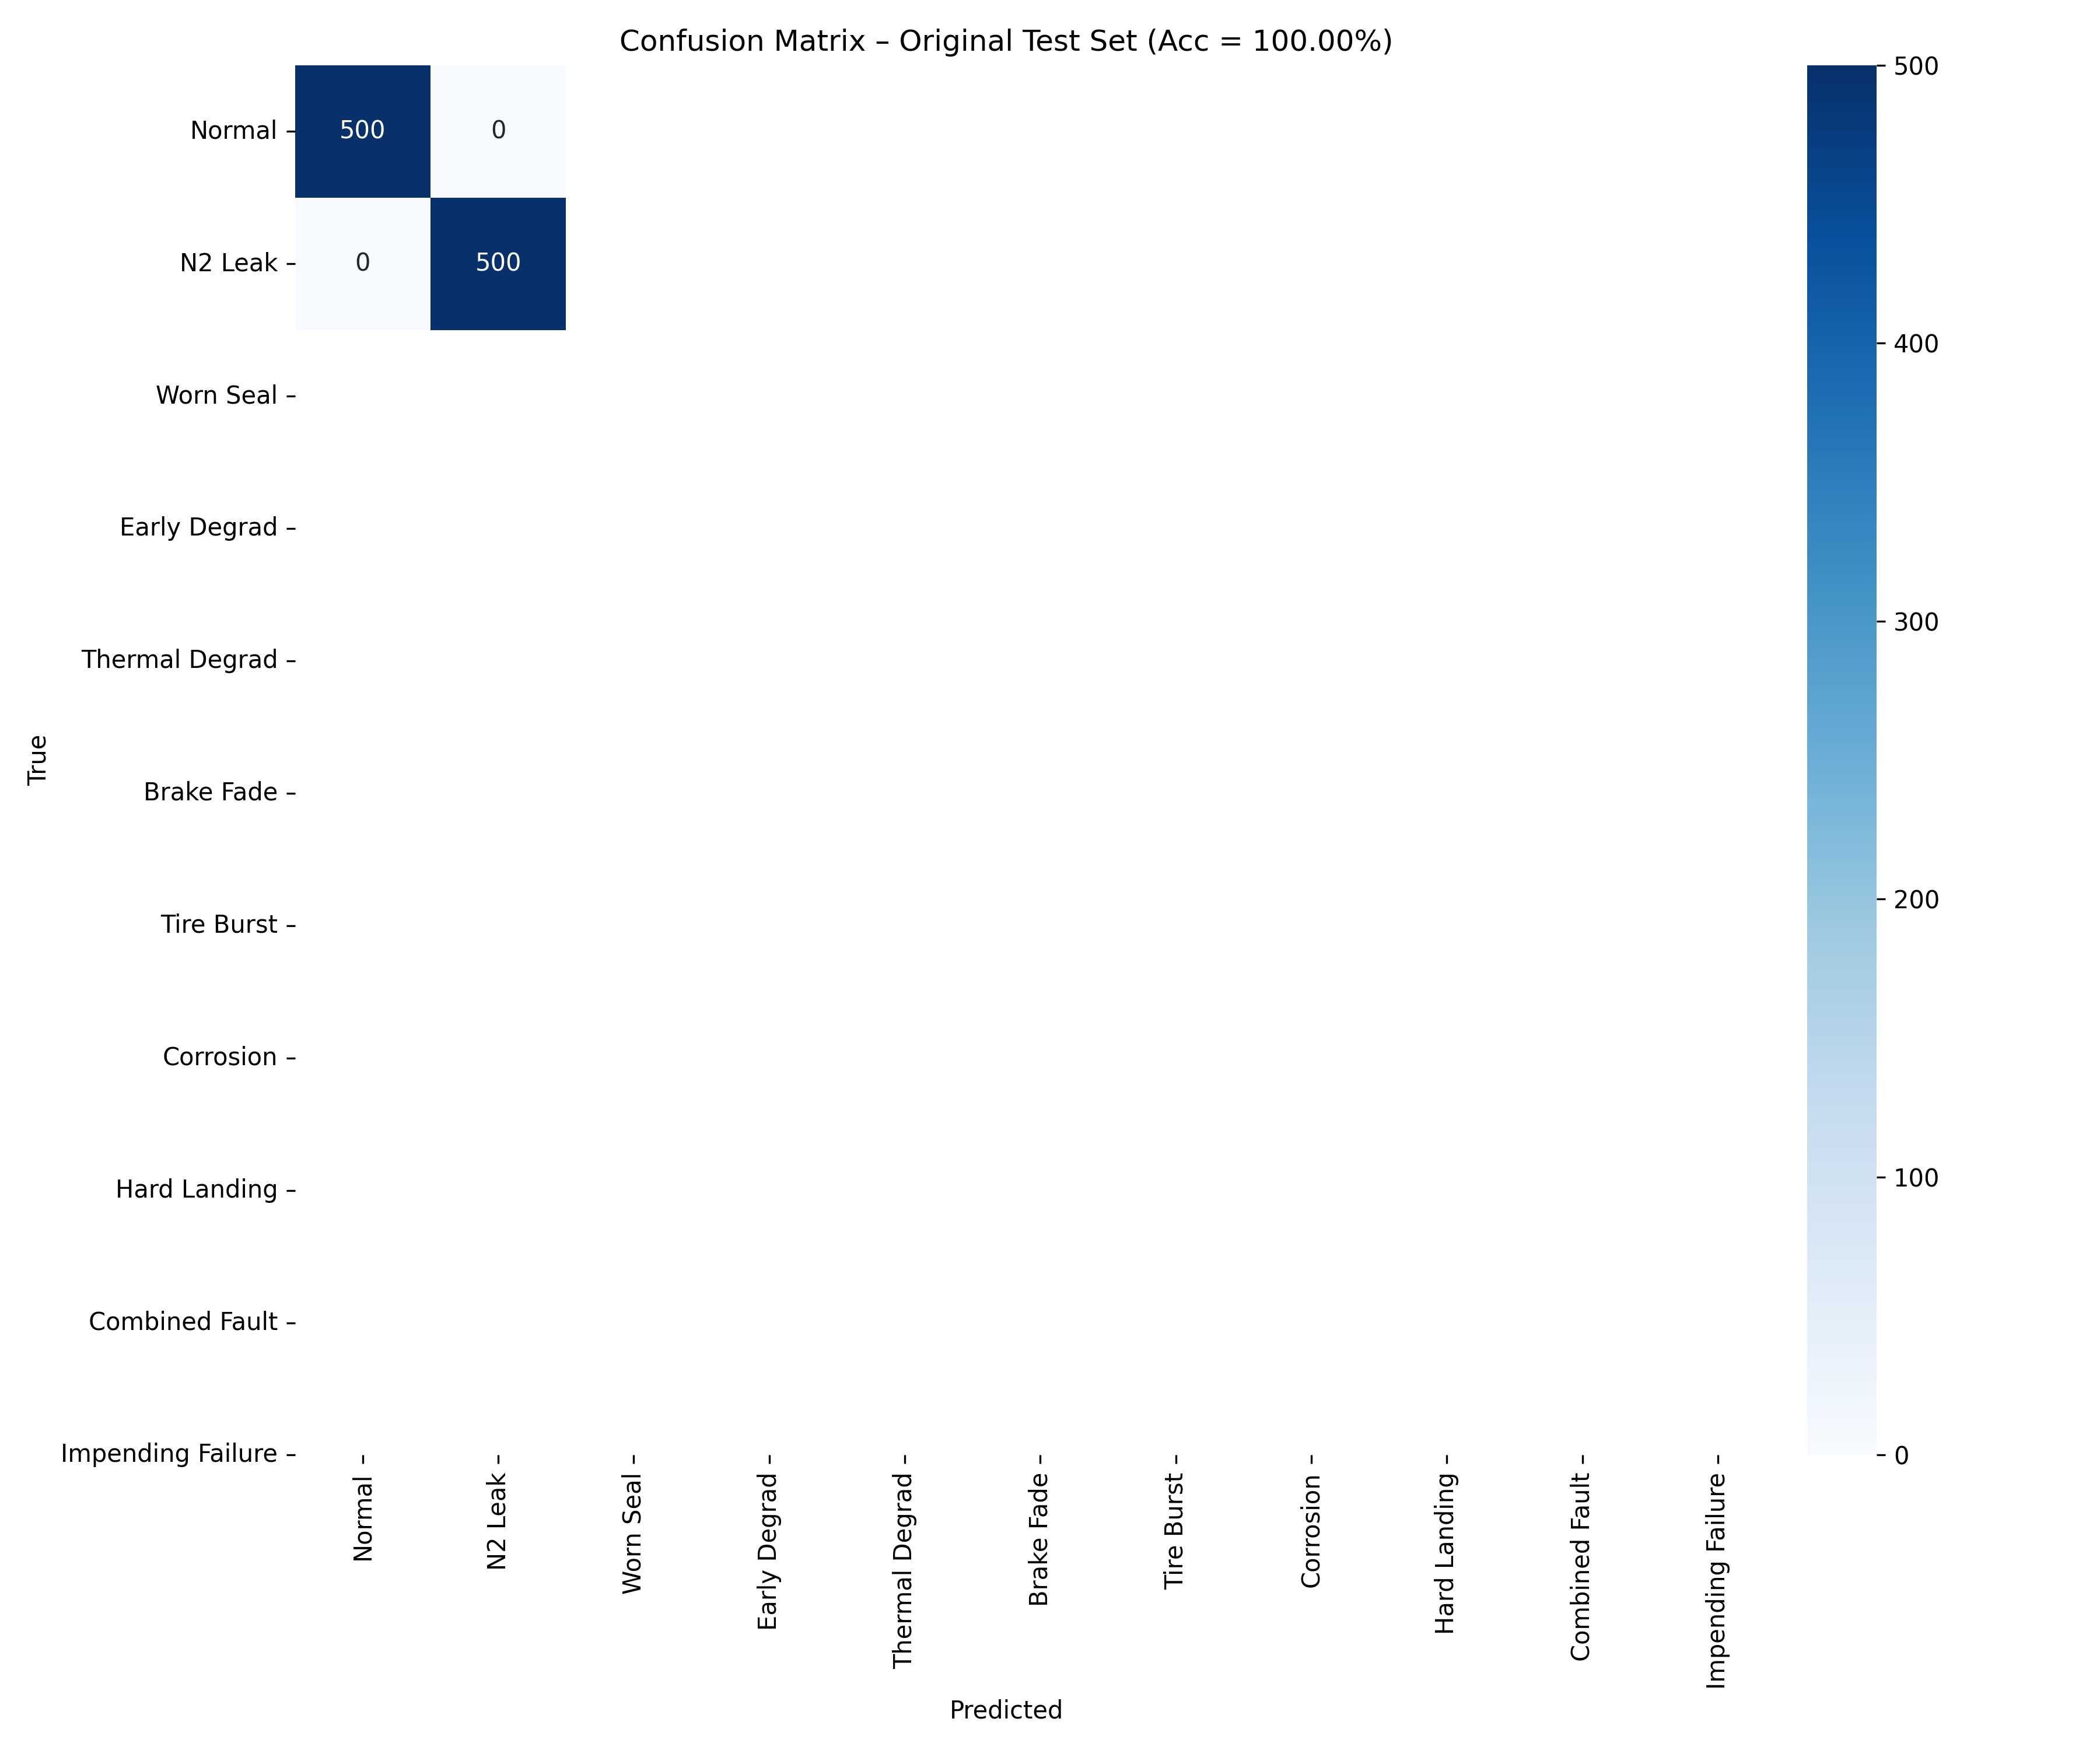 Confusion Matrix – Original Test Set (Acc = 100.00%)
Normal
500
0
N2 Leak
0
500
Worn Seal
Early Degrad
Thermal Degrad
Brake Fade
Tire Burst
Corrosion
Hard Landing
Combined Fault
Impending Failure
True
Normal
N2 Leak
Worn Seal
Early Degrad
Thermal Degrad
Brake Fade
Tire Burst
Corrosion
Hard Landing
Combined Fault
Impending Failure
Predicted
500
400
300
200
100
0